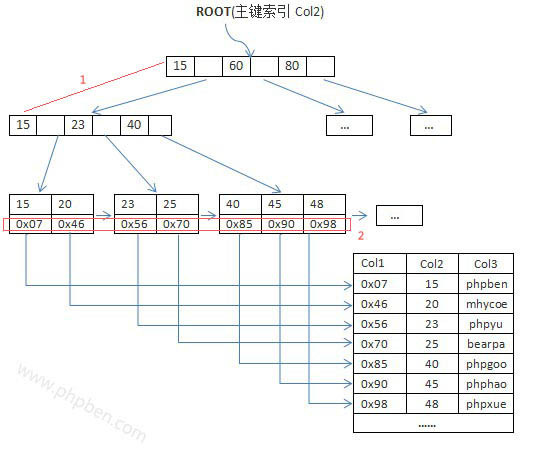 ROOT(主键索引 Col2)
15 60 80
1
15 23 40
... ...
15 20 23 25 40 45 48
0x07 0x46 0x56 0x70 0x85 0x90 0x98
...
2
Col1 Col2 Col3
0x07 15 phpben
0x46 20 mhycoe
0x56 23 phpyu
0x70 25 bearpa
0x85 40 phpgoo
0x90 45 phphao
0x98 48 phpxue
......
www.phpben.com